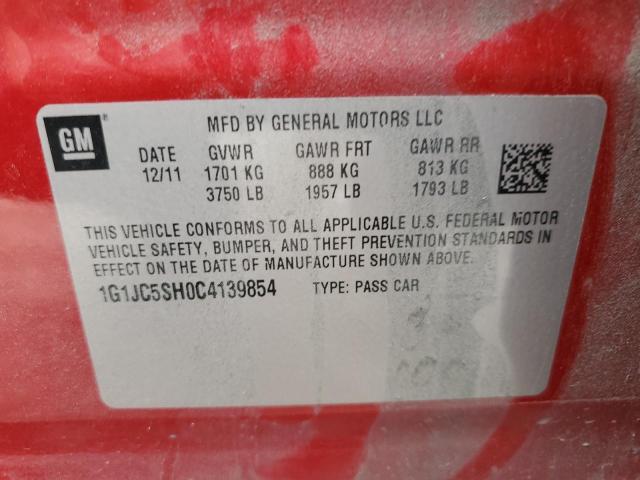 GM
MFD BY GENERAL MOTORS LLC
DATE GVWR GAWR FRT GAWR RR
12/11 1701 KG 888 KG 813 KG
3750 LB 1957 LB 1793 LB
THIS VEHICLE CONFORMS TO ALL APPLICABLE U.S. FEDERAL MOTOR
VEHICLE SAFETY, BUMPER, AND THEFT PREVENTION STANDARDS IN
EFFECT ON THE DATE OF MANUFACTURE SHOWN ABOVE.
1G1JC5SH0C4139854 TYPE: PASS CAR